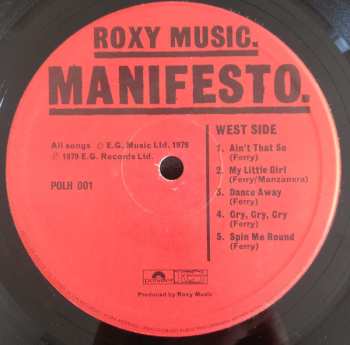 ROXY MUSIC.
MANIFESTO.
All songs © E.G. Music Ltd. 1979
℗ 1979 E.G. Records Ltd.
POLH 001
WEST SIDE
1. Ain't That So
(Ferry)
2. My Little Girl
(Ferry/Manzanera)
3. Dance Away
(Ferry)
4. Cry, Cry, Cry
(Ferry)
5. Spin Me Round
(Ferry)
polydor
Produced by Roxy Music